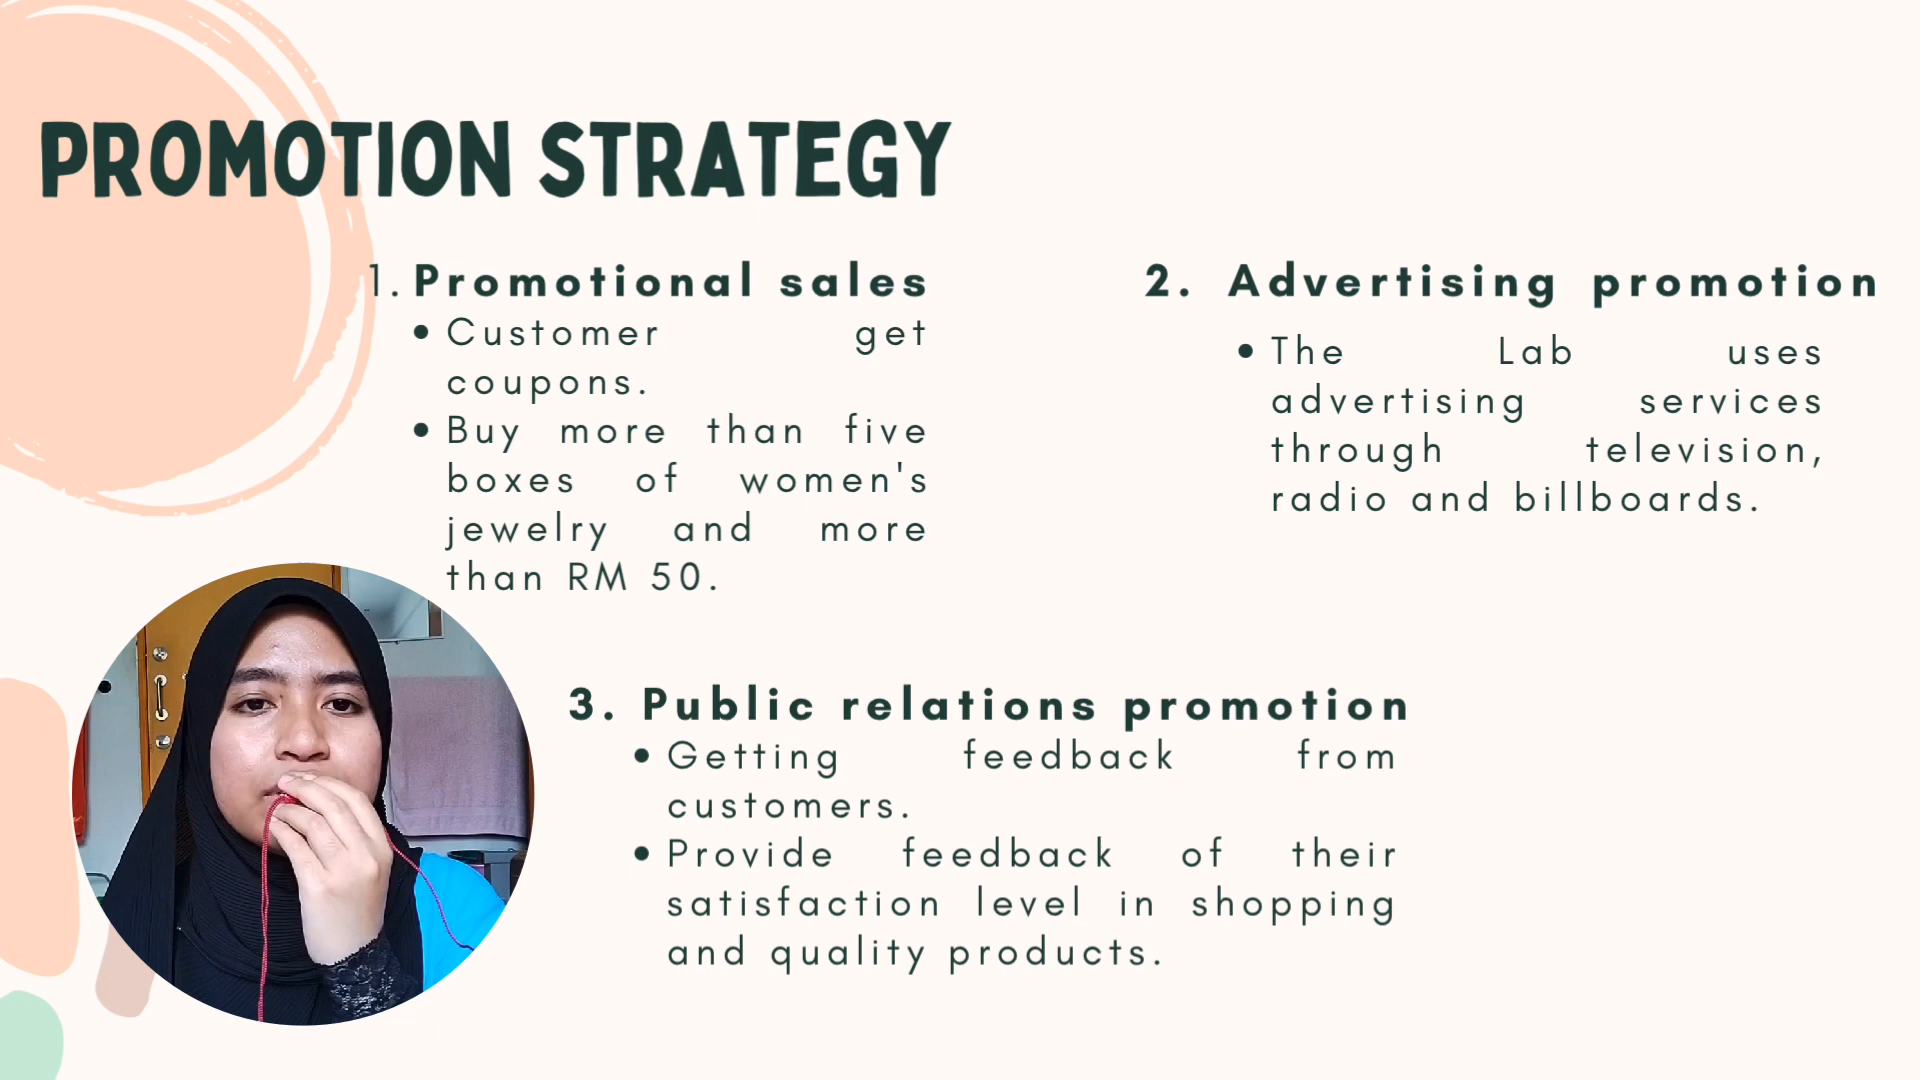 PROMOTION STRATEGY
1. Promotional sales
• Customer get
coupons.
• Buy more than five
boxes of women's
jewelry and more
than RM 50.
2. Advertising promotion
• The Lab uses
advertising services
through television,
radio and billboards.
3. Public relations promotion
• Getting feedback from
customers.
• Provide feedback of their
satisfaction level in shopping
and quality products.